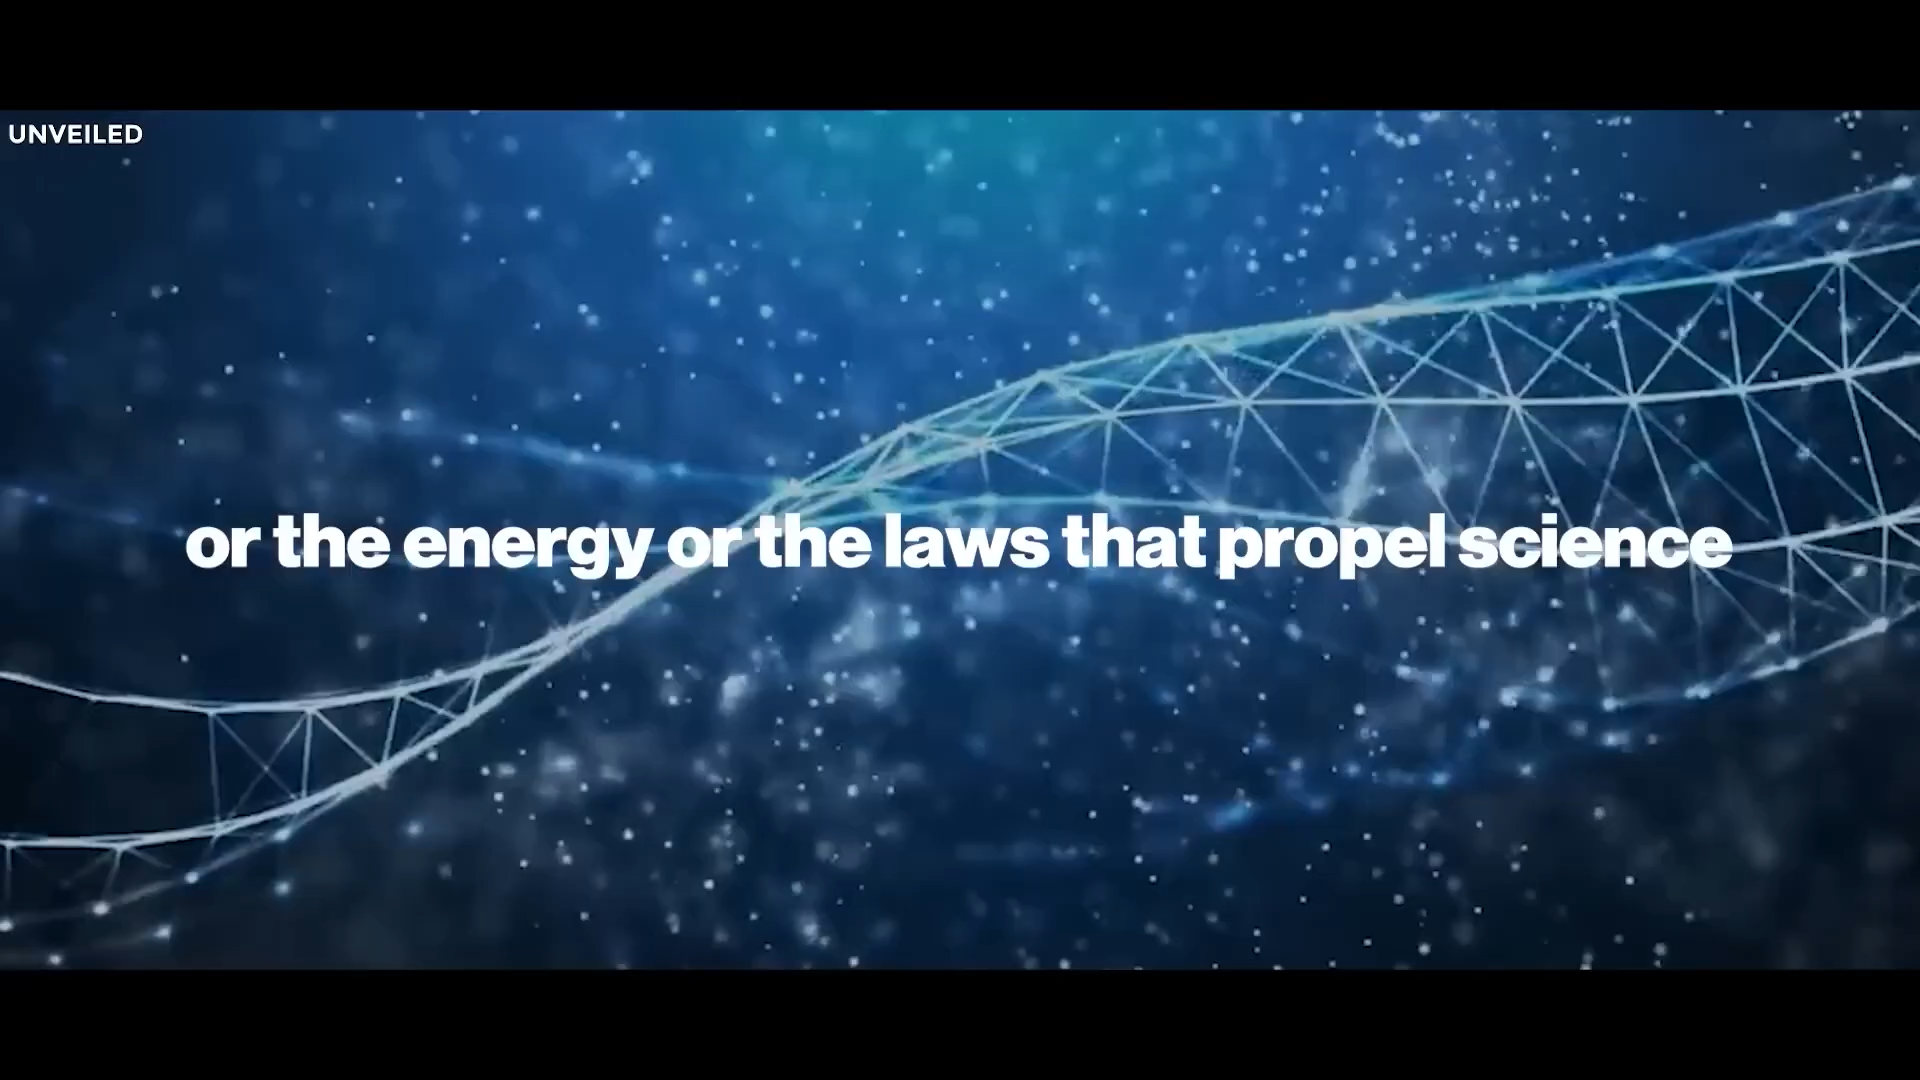 UNVEILED
or the energy or the laws that propel science